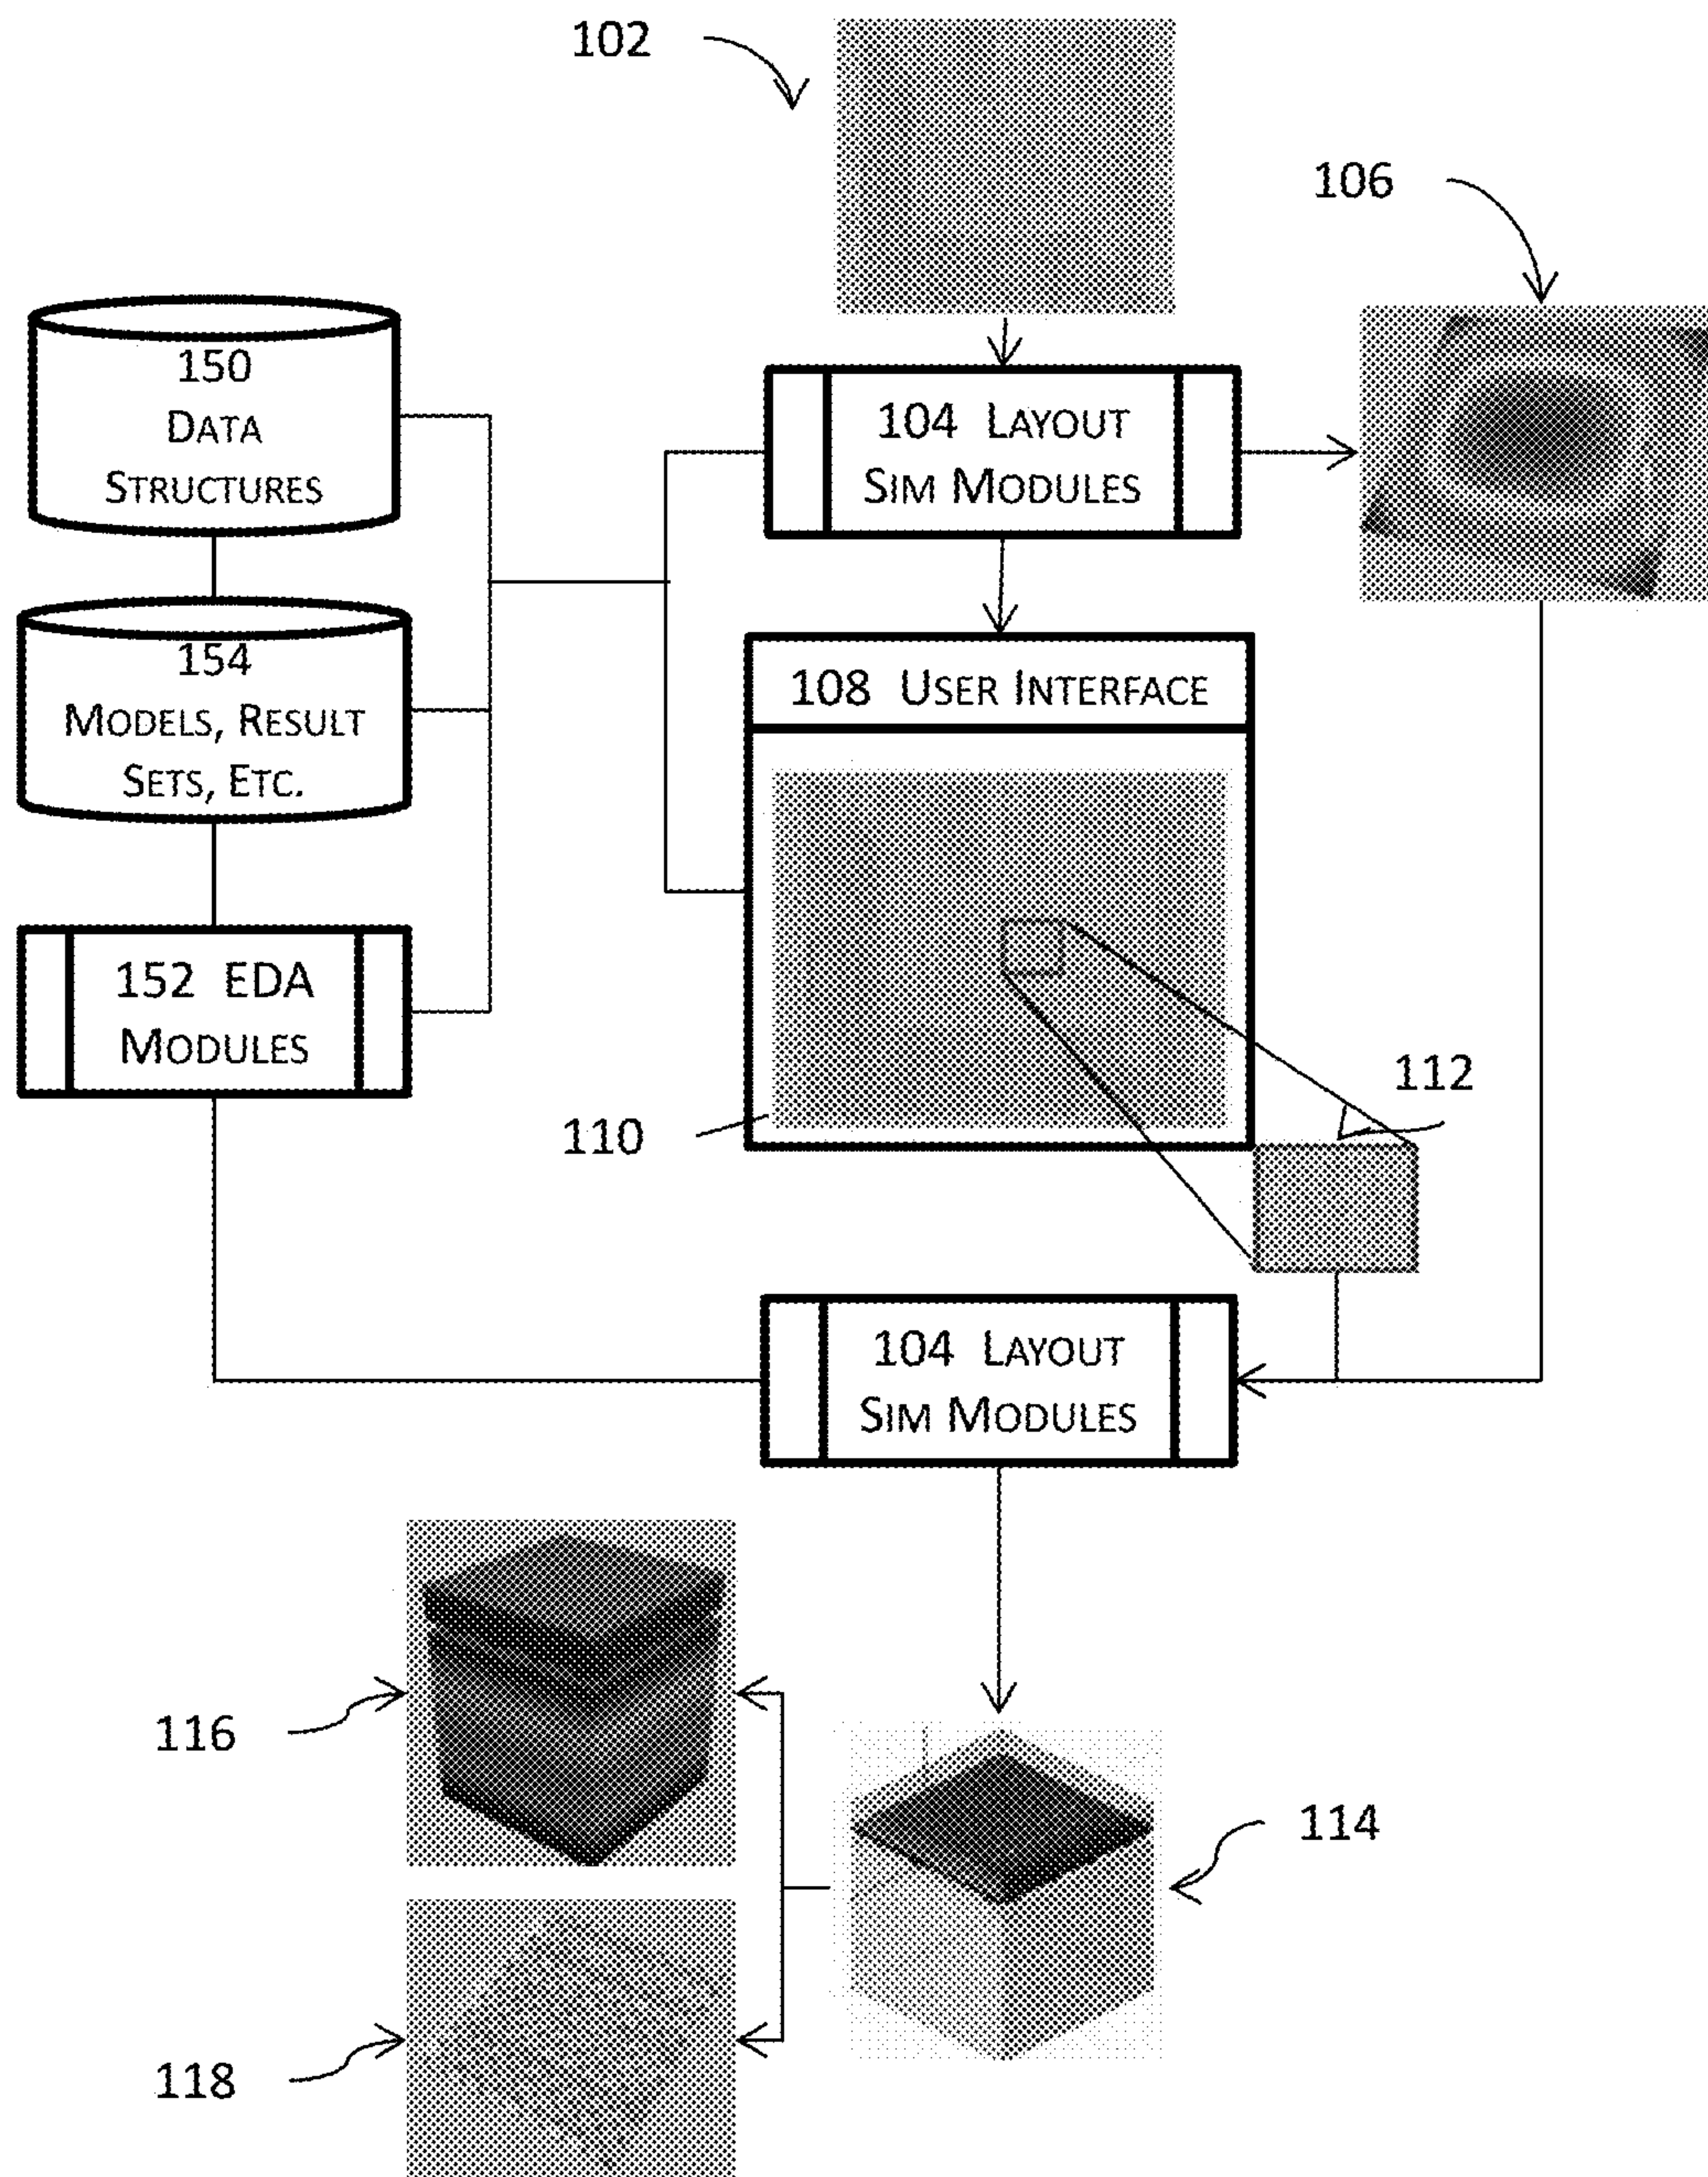 102
106
150
DATA
STRUCTURES
104 LAYOUT
SIM MODULES
154
MODELS, RESULT
SETS, ETC.
108 USER INTERFACE
152 EDA
MODULES
110
112
104 LAYOUT
SIM MODULES
116
114
118